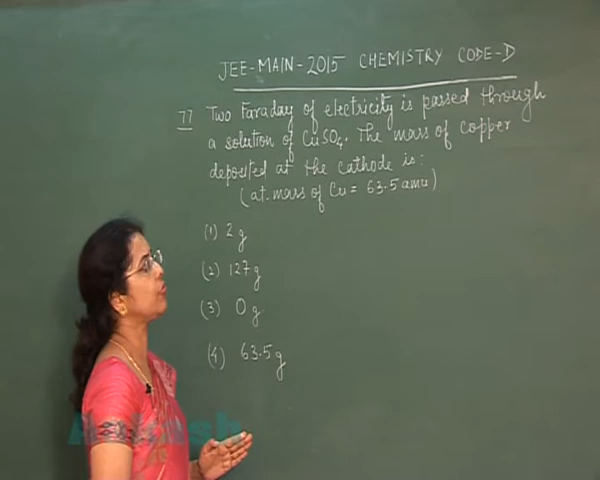 JEE-MAIN-2015 CHEMISTRY CODE-D
77 Two Faraday of electricity is passed through
a solution of CuSO₄. The mass of copper
deposited at the cathode is:
(at. mass of Cu = 63.5 amu)
(1) 2 g
(2) 127 g
(3) 0 g
(4) 63.5 g
Aakash